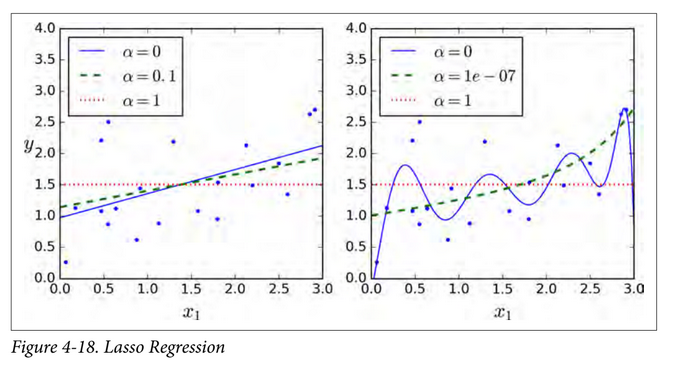 4.0
3.5
3.0
2.5
2.0
1.5
1.0
0.5
0.0
y
α = 0
α = 0.1
α = 1
0.0 0.5 1.0 1.5 2.0 2.5 3.0
x₁
4.0
3.5
3.0
2.5
2.0
1.5
1.0
0.5
0.0
α = 0
α = 1e − 07
α = 1
0.0 0.5 1.0 1.5 2.0 2.5 3.0
x₁
Figure 4-18. Lasso Regression